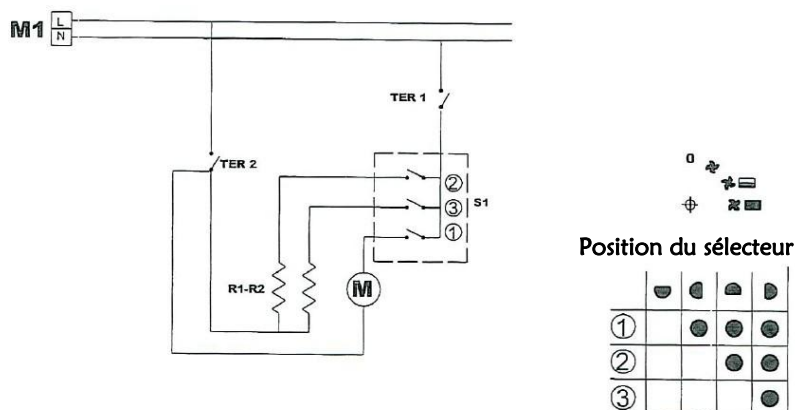 M1
L
N
TER 1
TER 2
②
③
①
S1
R1-R2
M
0
Position du sélecteur
①
②
③